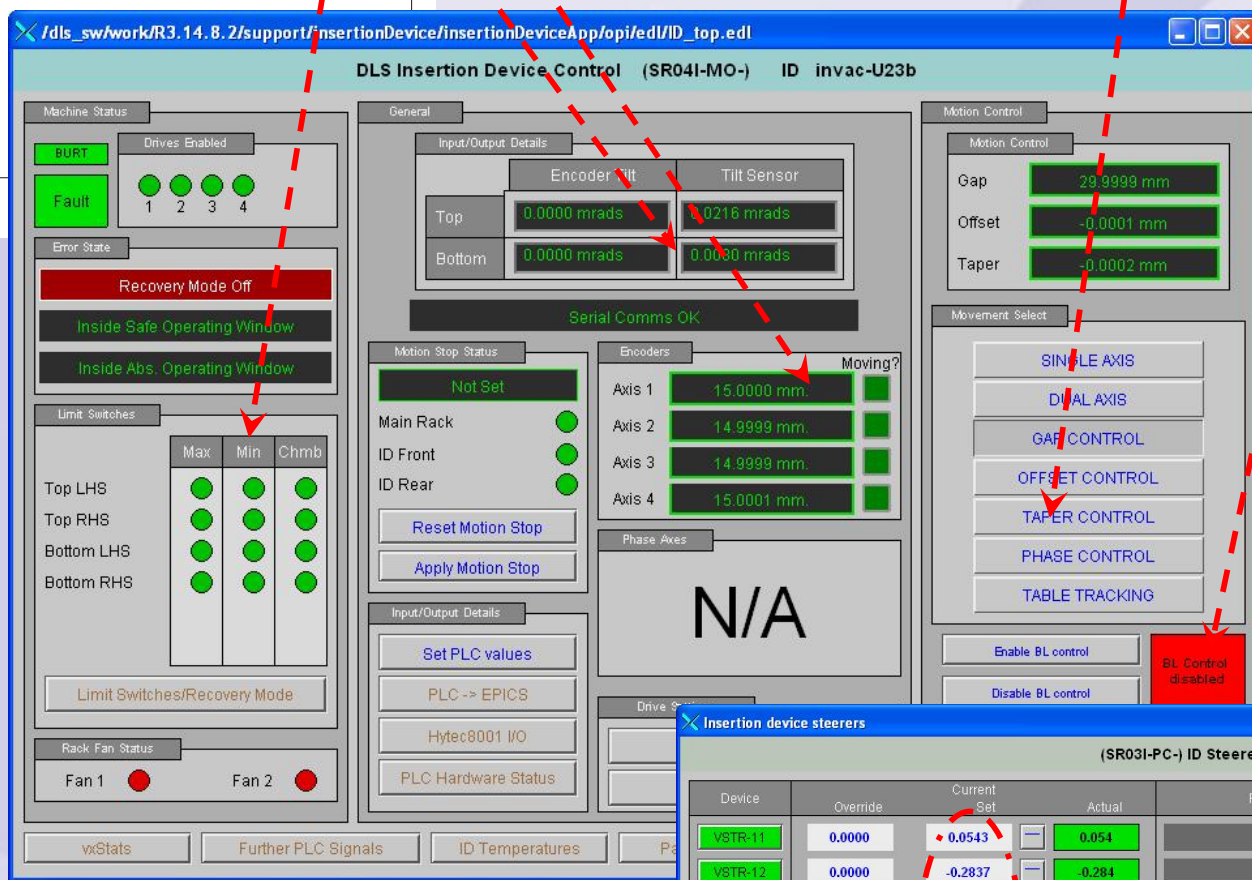 /dls_sw/work/R3.14.8.2/support/insertionDevice/insertionDeviceApp/opi/edl/ID_top.edl
DLS Insertion Device Control (SR04I-MO-) ID invac-U23b
Machine Status
BURT
Fault
Drives Enabled
1 2 3 4
Error State
Recovery Mode Off
Inside Safe Operating Window
Inside Abs. Operating Window
Limit Switches
Max Min Chmb
Top LHS
Top RHS
Bottom LHS
Bottom RHS
Limit Switches/Recovery Mode
Rack Fan Status
Fan 1 Fan 2
General
Input/Output Details
Encoder Tilt Tilt Sensor
Top 0.0000 mrads 0.0216 mrads
Bottom 0.0000 mrads 0.0080 mrads
Serial Comms OK
Motion Stop Status
Not Set
Main Rack
ID Front
ID Rear
Reset Motion Stop
Apply Motion Stop
Encoders
Moving?
Axis 1 15.0000 mm.
Axis 2 14.9999 mm.
Axis 3 14.9999 mm.
Axis 4 15.0001 mm.
Phase Axes
N/A
Input/Output Details
Set PLC values
PLC -> EPICS
Hytec8001 I/O
PLC Hardware Status
Drive
Motion Control
Motion Control
Gap 29.9999 mm
Offset -0.0001 mm
Taper -0.0002 mm
Movement Select
SINGLE AXIS
DUAL AXIS
GAP CONTROL
OFFSET CONTROL
TAPER CONTROL
PHASE CONTROL
TABLE TRACKING
Enable BL control
Disable BL control
BL Control
disabled
vxStats Further PLC Signals ID Temperatures Pa
Insertion device steerers
(SR03I-PC-) ID Steere
Device Override Current
Set Actual
VSTR-11 0.0000 0.0543 0.054
VSTR-12 0.0000 -0.2837 -0.284